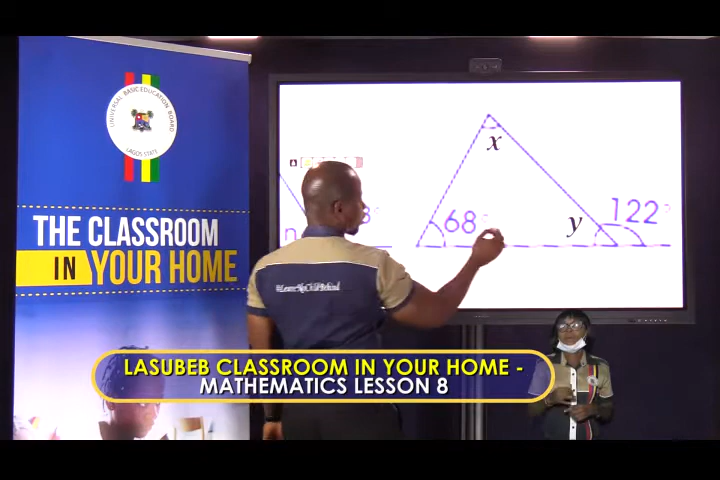 UNIVERSAL BASIC EDUCATION BOARD
LAGOS STATE
THE CLASSROOM
IN YOUR HOME
x
68°
y
122°
n
LASUBEB CLASSROOM IN YOUR HOME -
MATHEMATICS LESSON 8